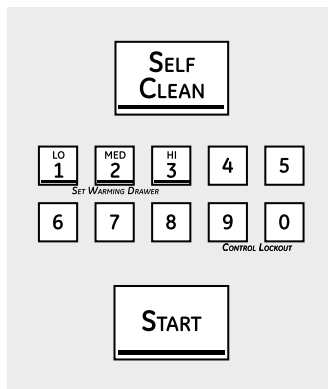 SELF
CLEAN
LO MED HI
1 2 3 4 5
SET WARMING DRAWER
6 7 8 9 0
CONTROL LOCKOUT
START